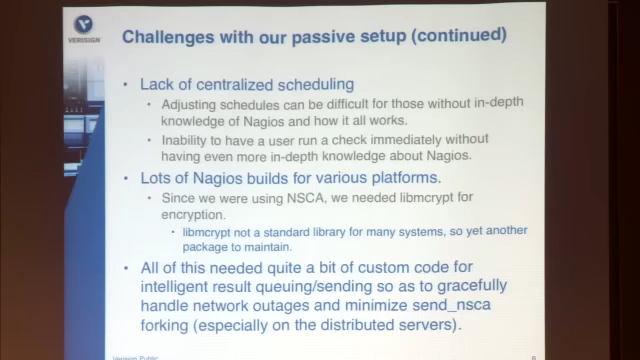 VERISIGN
Challenges with our passive setup (continued)
• Lack of centralized scheduling
• Adjusting schedules can be difficult for those without in-depth
knowledge of Nagios and how it all works.
• Inability to have a user run a check immediately without
having even more in-depth knowledge about Nagios.
• Lots of Nagios builds for various platforms.
• Since we were using NSCA, we needed libmcrypt for
encryption.
• libmcrypt not a standard library for many systems, so yet another
package to maintain.
• All of this needed quite a bit of custom code for
intelligent result queuing/sending so as to gracefully
handle network outages and minimize send_nsca
forking (especially on the distributed servers).
Verisign Public